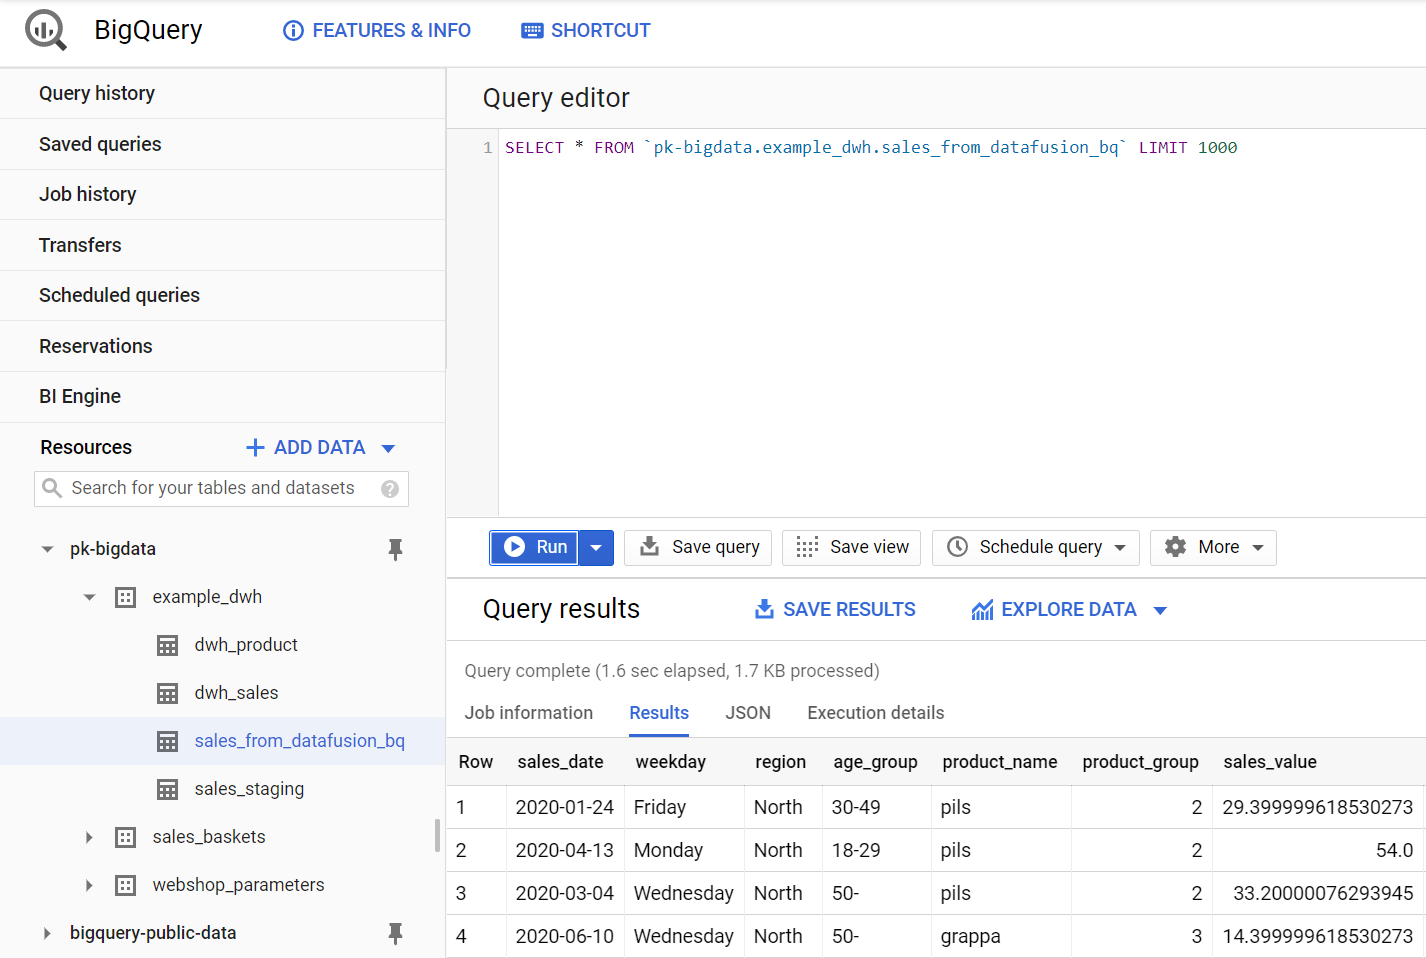 BigQuery
FEATURES & INFO
SHORTCUT
Query history
Saved queries
Job history
Transfers
Scheduled queries
Reservations
BI Engine
Resources
ADD DATA
Search for your tables and datasets
?
pk-bigdata
example_dwh
dwh_product
dwh_sales
sales_from_datafusion_bq
sales_staging
sales_baskets
webshop_parameters
bigquery-public-data
Query editor
1 SELECT * FROM `pk-bigdata.example_dwh.sales_from_datafusion_bq` LIMIT 1000
Run
Save query
Save view
Schedule query
More
Query results
SAVE RESULTS
EXPLORE DATA
Query complete (1.6 sec elapsed, 1.7 KB processed)
Job information
Results
JSON
Execution details
Row sales_date weekday region age_group product_name product_group sales_value
1 2020-01-24 Friday North 30-49 pils 2 29.399999618530273
2 2020-04-13 Monday North 18-29 pils 2 54.0
3 2020-03-04 Wednesday North 50- pils 2 33.20000076293945
4 2020-06-10 Wednesday North 50- grappa 3 14.399999618530273